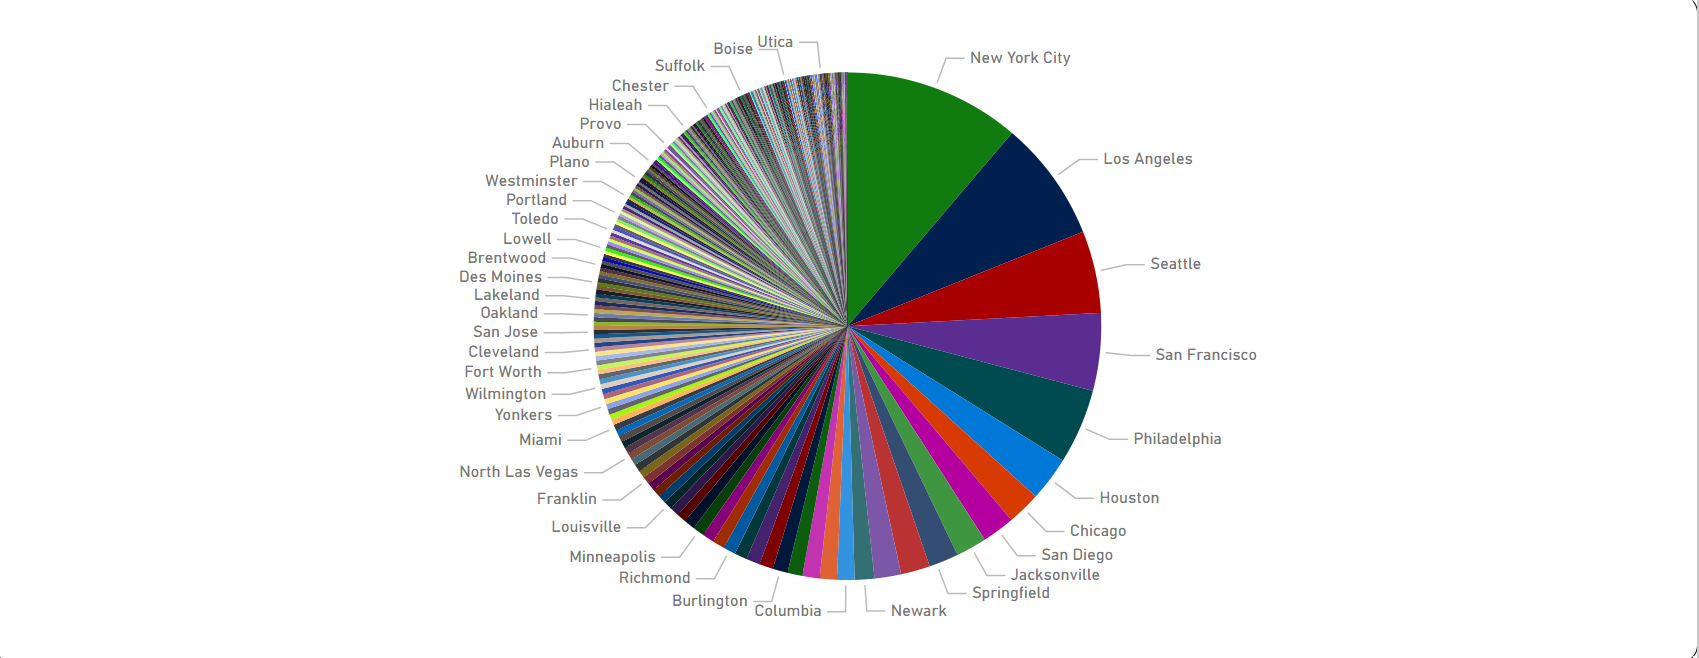 New York City
Los Angeles
Seattle
San Francisco
Philadelphia
Houston
Chicago
San Diego
Jacksonville
Springfield
Newark
Columbia
Burlington
Richmond
Minneapolis
Louisville
Franklin
North Las Vegas
Miami
Yonkers
Wilmington
Fort Worth
Cleveland
San Jose
Oakland
Lakeland
Des Moines
Brentwood
Lowell
Toledo
Portland
Westminster
Plano
Auburn
Provo
Hialeah
Chester
Suffolk
Boise
Utica